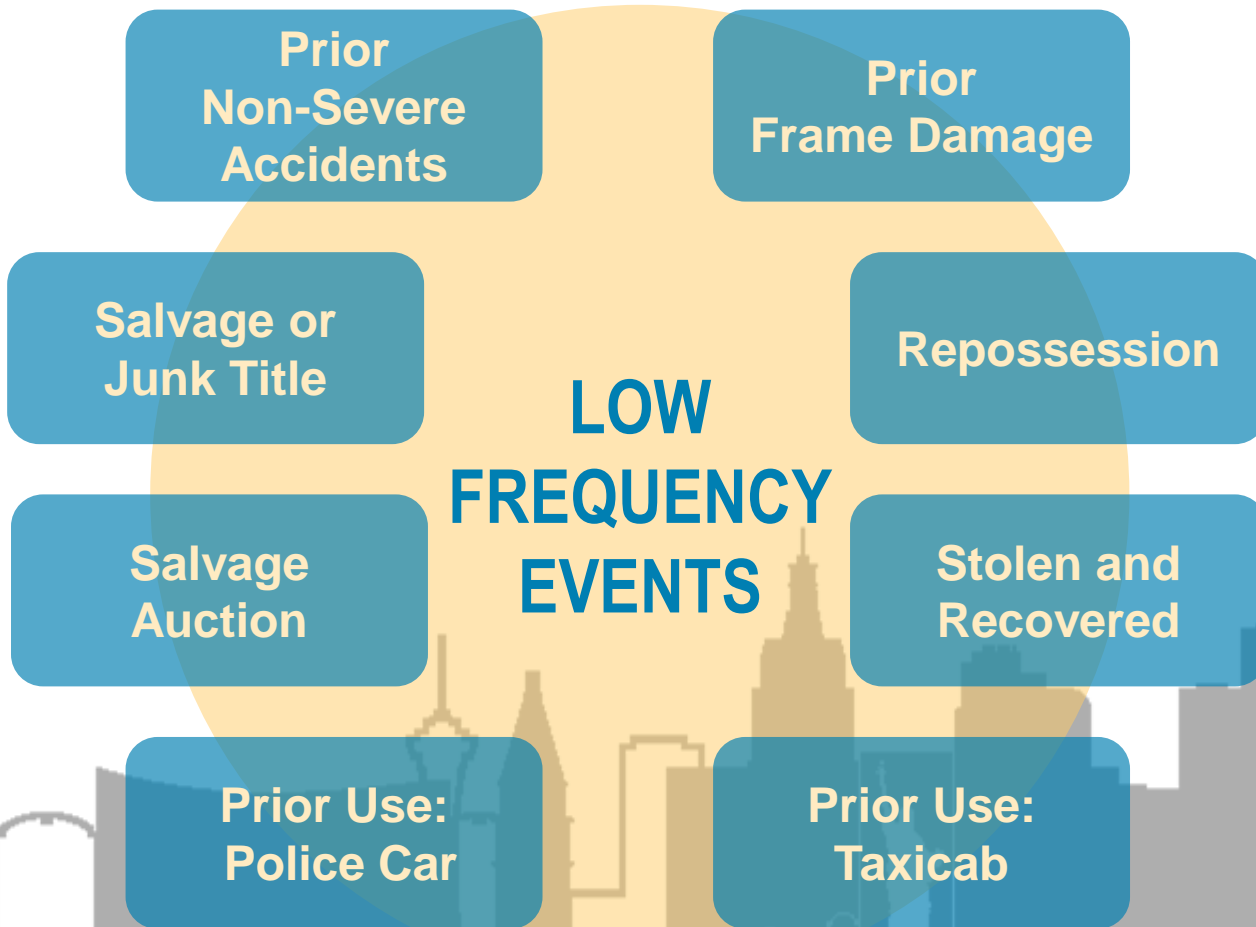 Prior
Non-Severe
Accidents
Prior
Frame Damage
Salvage or
Junk Title
Repossession
LOW
FREQUENCY
EVENTS
Salvage
Auction
Stolen and
Recovered
Prior Use:
Police Car
Prior Use:
Taxicab